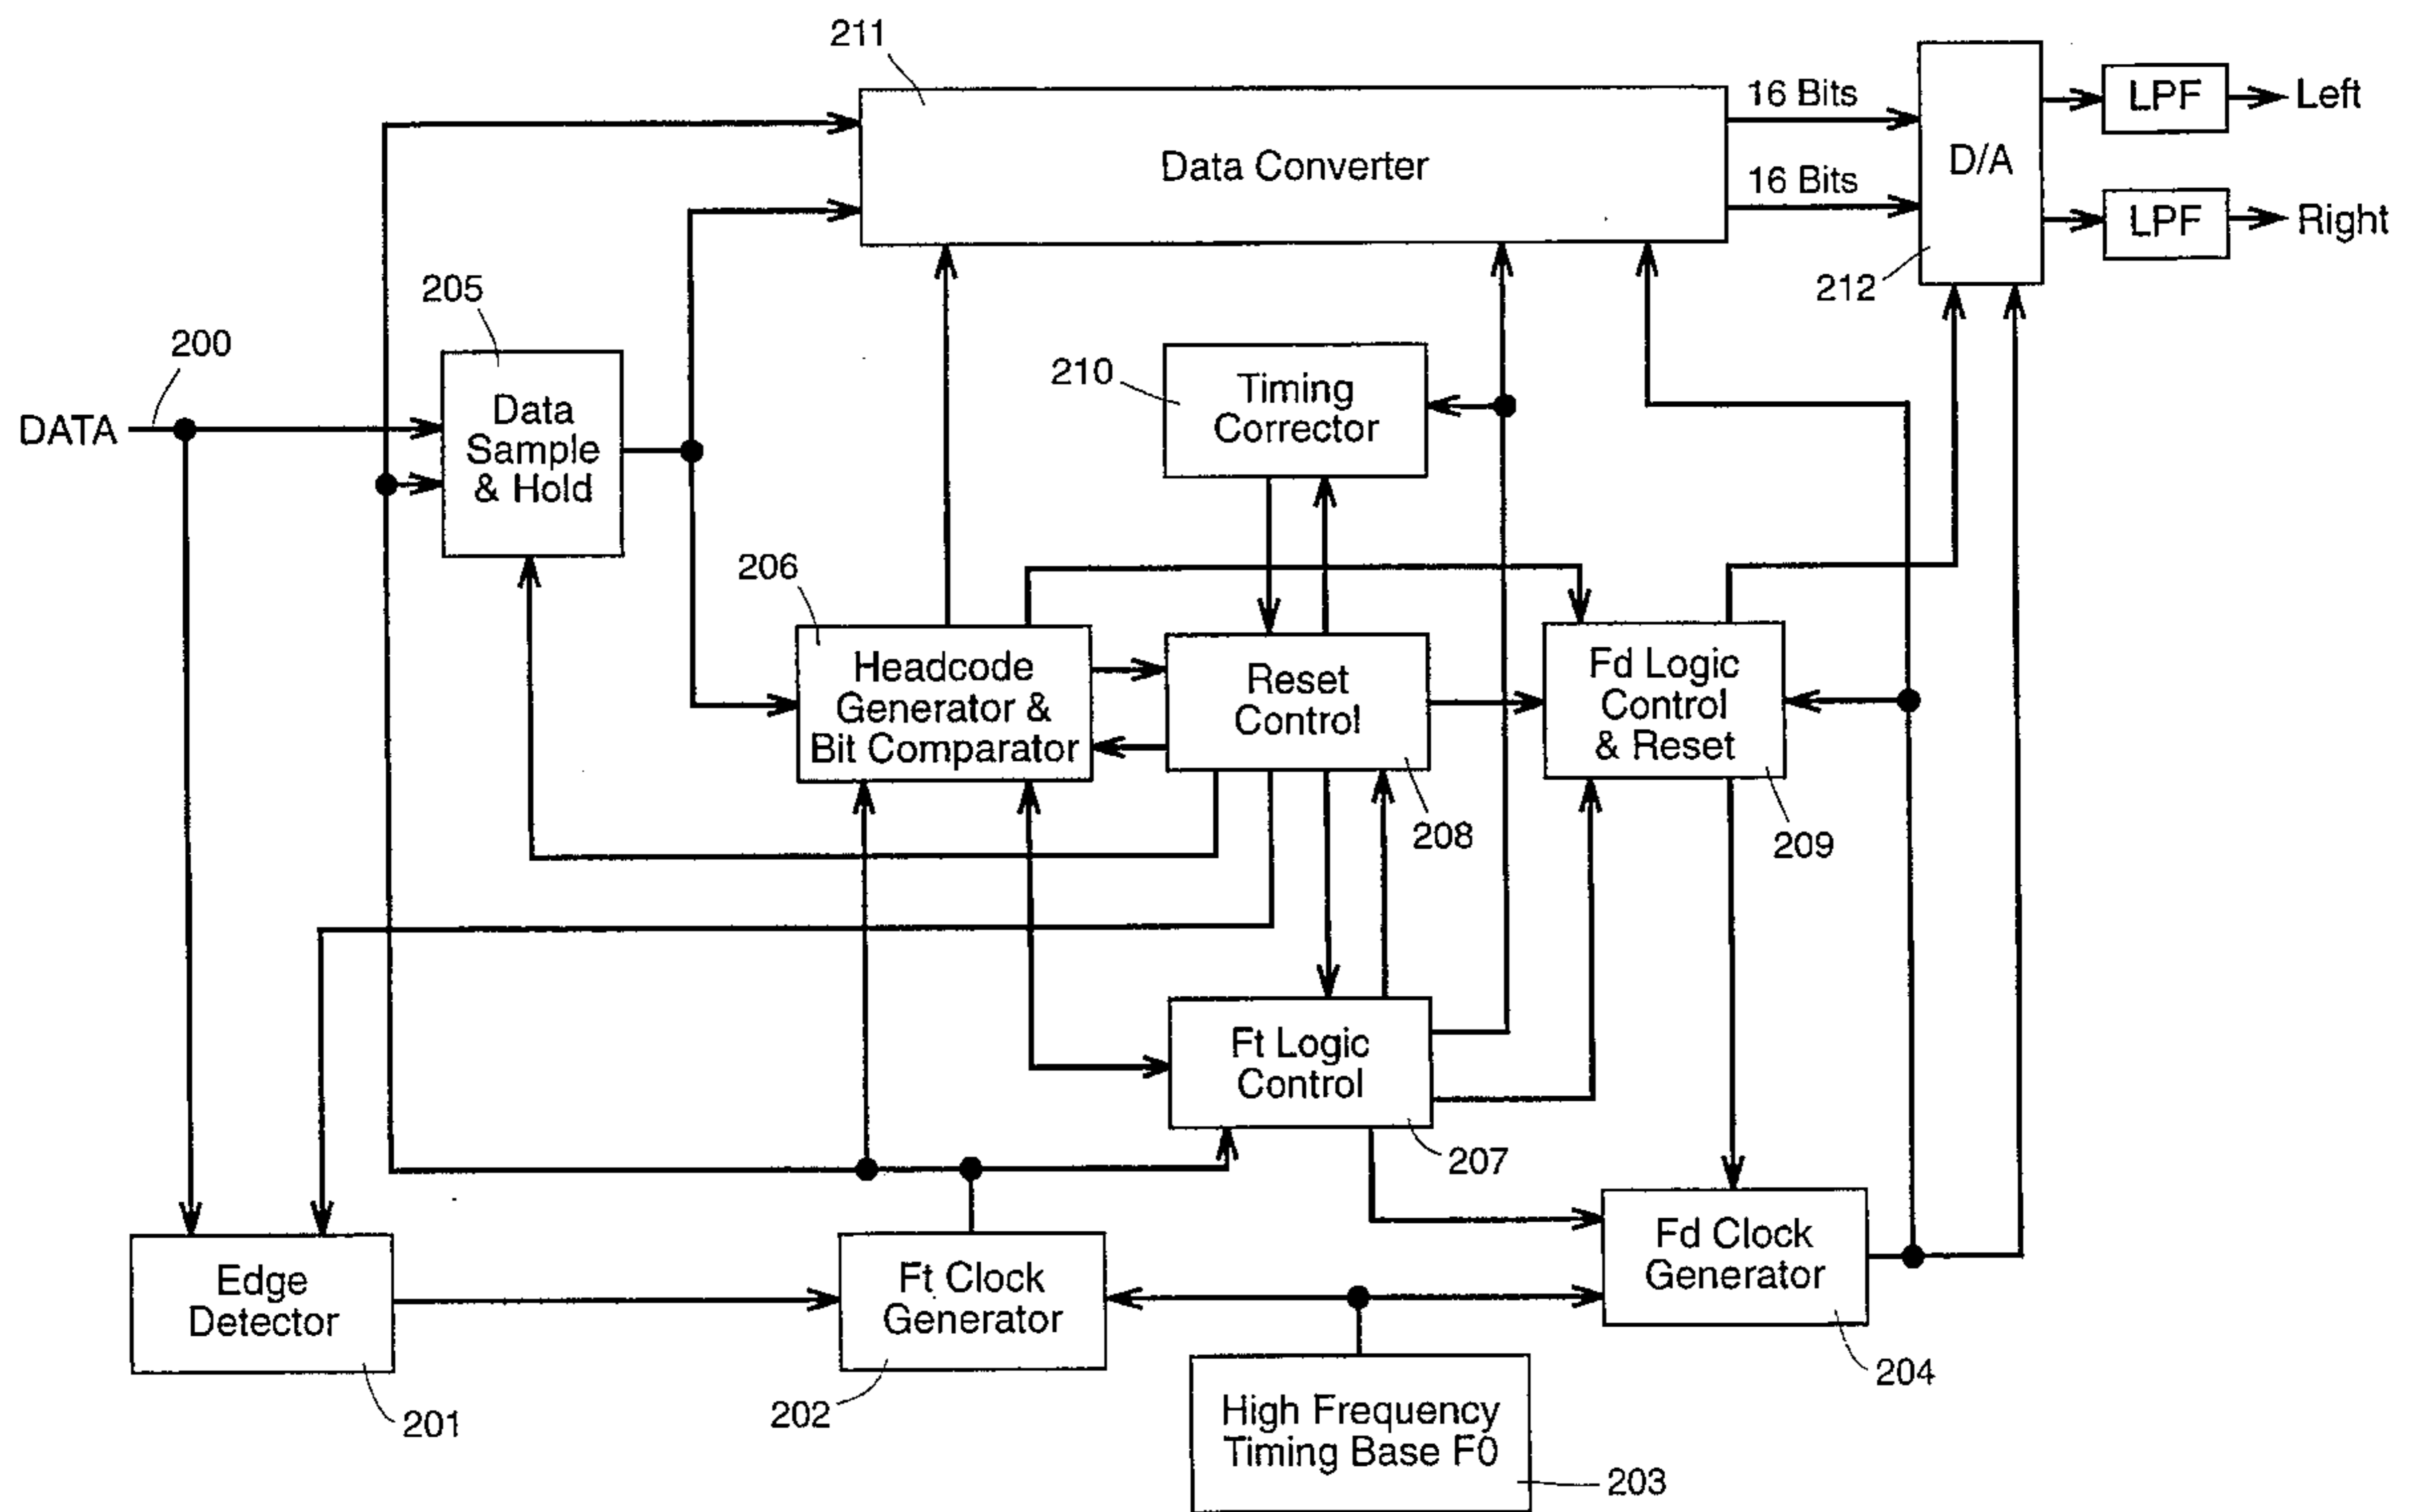 211
16 Bits
LPF
Left
Data Converter
D/A
16 Bits
LPF
Right
212
205
200
DATA
Data
Sample
& Hold
210
Timing
Corrector
206
Headcode
Generator &
Bit Comparator
Reset
Control
Fd Logic
Control
& Reset
208
209
Ft Logic
Control
207
Edge
Detector
Ft Clock
Generator
Fd Clock
Generator
201
202
204
High Frequency
Timing Base F0
203